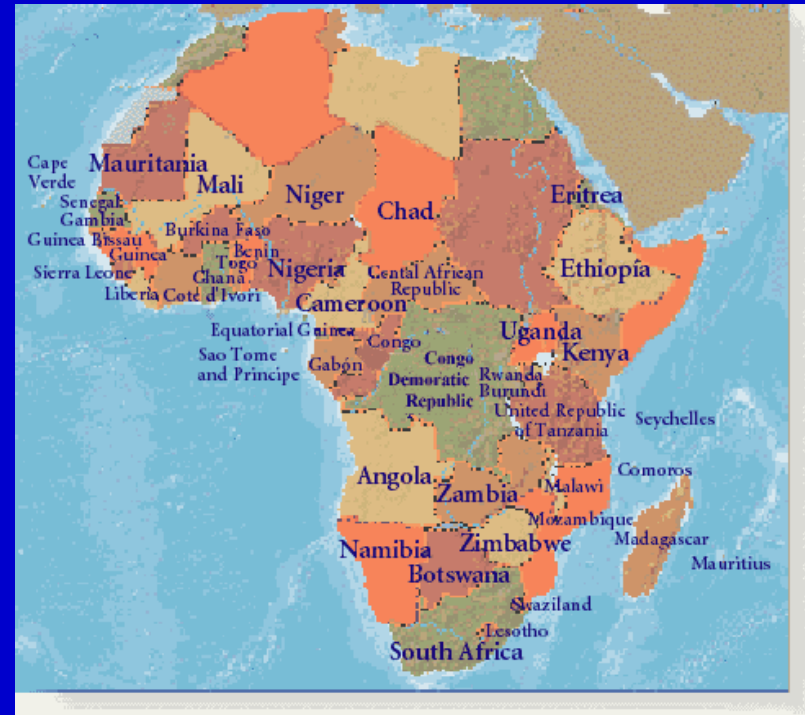 Cape
Verde
Mauritania
Mali
Niger
Chad
Eritrea
Senegal
Gambia
Guinea Bissau
Guinea
Burkina Faso
Benin
Togo
Ghana
Nigeria
Sierra Leone
Liberia
Cote d'Ivori
Cental African
Republic
Ethiopía
Cameroon
Equatorial Guinea
Sao Tome
and Principe
Gabón
Congo
Congo
Demoratic
Republic
Uganda
Kenya
Rwanda
Burundi
United Republic
of Tanzania
Seychelles
Comoros
Angola
Zambia
Malawi
Mozambique
Madagascar
Mauritius
Namibia
Zimbabwe
Botswana
Swaziland
Lesotho
South Africa